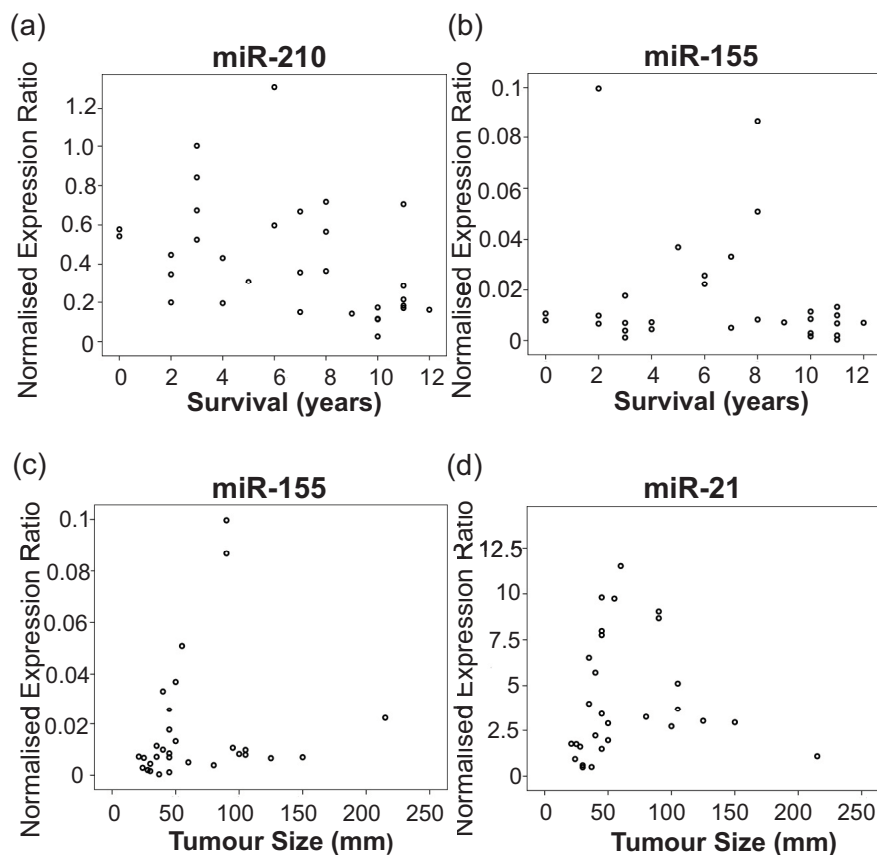 (a)
miR-210
Normalised Expression Ratio
1.2
1.0
0.8
0.6
0.4
0.2
0
0 2 4 6 8 10 12
Survival (years)
(b)
miR-155
Normalised Expression Ratio
0.1
0.08
0.06
0.04
0.02
0
0 2 4 6 8 10 12
Survival (years)
(c)
miR-155
Normalised Expression Ratio
0.1
0.08
0.06
0.04
0.02
0
0 50 100 150 200 250
Tumour Size (mm)
(d)
miR-21
Normalised Expression Ratio
12.5
10
7.5
5
2.5
0
0 50 100 150 200 250
Tumour Size (mm)